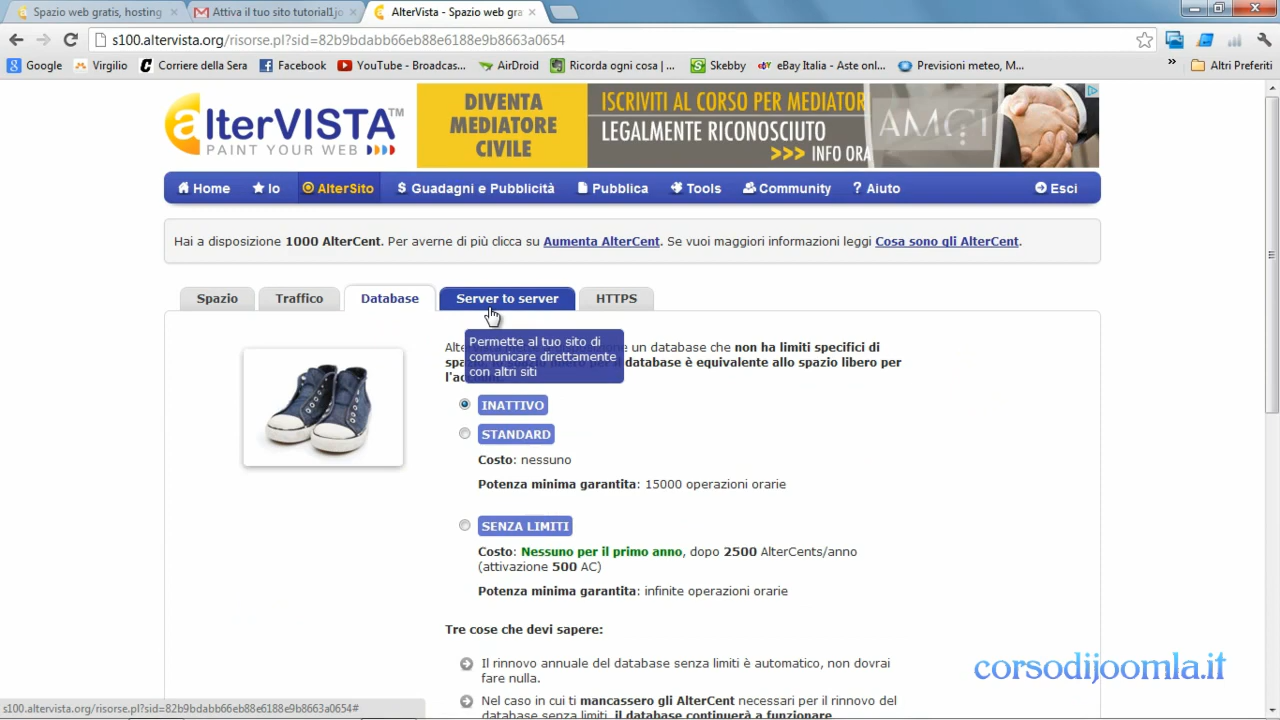 Spazio web gratis, hosting
Attiva il tuo sito tutorial1jo
AlterVista - Spazio web gra
s100.altervista.org/risorse.pl?sid=82b9bdabb66eb88e6188e9b8663a0654
Google
Virgilio
Corriere della Sera
Facebook
YouTube - Broadcas...
AirDroid
Ricorda ogni cosa | ...
Skebby
eBay Italia - Aste onl...
Previsioni meteo, M...
»
Altri Preferiti
alterVISTA™
PAINT YOUR WEB
DIVENTA
MEDIATORE
CIVILE
ISCRIVITI AL CORSO PER MEDIATOR
LEGALMENTE RICONOSCIUTO
>>> INFO ORA
Home
Io
AlterSito
$ Guadagni e Pubblicità
Pubblica
Tools
Community
? Aiuto
Esci
Hai a disposizione 1000 AlterCent. Per averne di più clicca su Aumenta AlterCent. Se vuoi maggiori informazioni leggi Cosa sono gli AlterCent.
Spazio
Traffico
Database
Server to server
HTTPS
Permette al tuo sito di
comunicare direttamente
con altri siti
un database che non ha limiti specifici di
database è equivalente allo spazio libero per
INATTIVO
STANDARD
Costo: nessuno
Potenza minima garantita: 15000 operazioni orarie
SENZA LIMITI
Costo: Nessuno per il primo anno, dopo 2500 AlterCents/anno
(attivazione 500 AC)
Potenza minima garantita: infinite operazioni orarie
Tre cose che devi sapere:
Il rinnovo annuale del database senza limiti è automatico, non dovrai
fare nulla.
Nel caso in cui ti mancassero gli AlterCent necessari per il rinnovo del
database senza limiti, il database continuerà a funzionare
corsodijoomla.it
s100.altervista.org/risorse.pl?sid=82b9bdabb66eb88e6188e9b8663a0654#